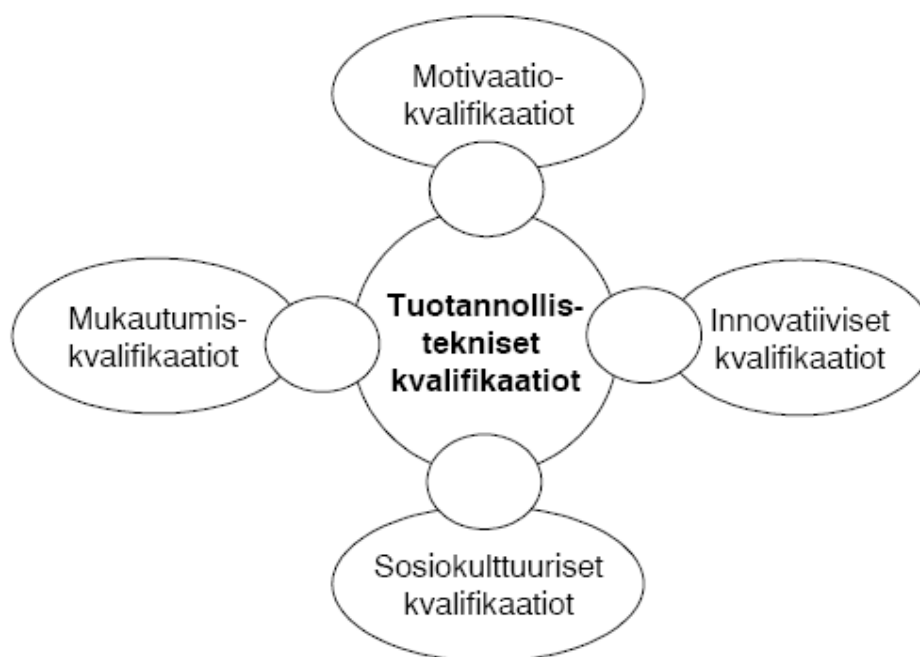 Motivaatio-
kvalifikaatiot
Mukautumis-
kvalifikaatiot
Tuotannollis-
tekniset
kvalifikaatiot
Innovatiiviset
kvalifikaatiot
Sosiokulttuuriset
kvalifikaatiot